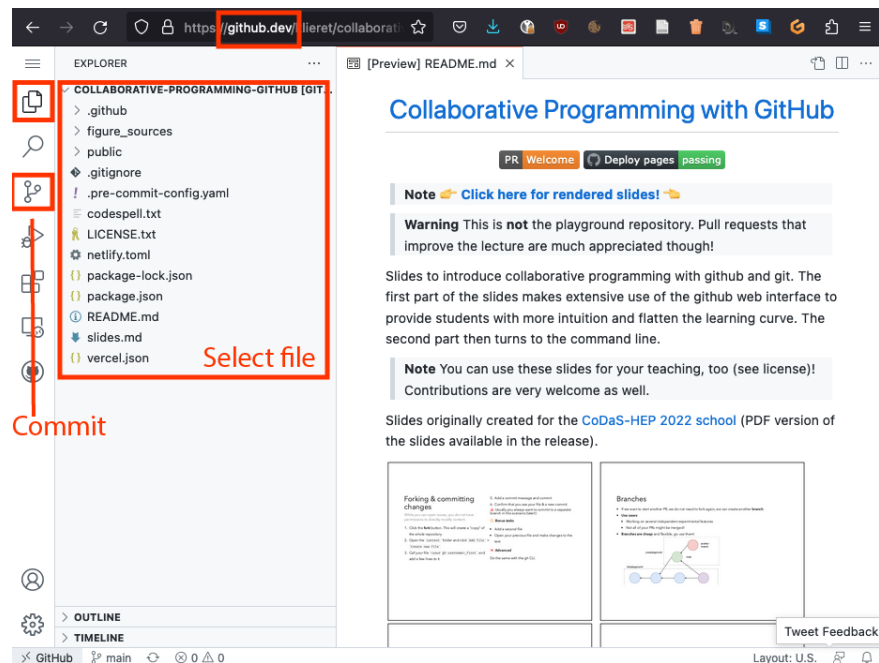 https://github.dev/klieret/collaborati
EXPLORER
[Preview] README.md
COLLABORATIVE-PROGRAMMING-GITHUB [GIT...
.github
figure_sources
public
.gitignore
.pre-commit-config.yaml
codespell.txt
LICENSE.txt
netlify.toml
package-lock.json
package.json
README.md
slides.md
vercel.json
Select file
Commit
OUTLINE
TIMELINE
Collaborative Programming with GitHub
PR Welcome Deploy pages passing
Note 👉 Click here for rendered slides! 👈
Warning This is not the playground repository. Pull requests that
improve the lecture are much appreciated though!
Slides to introduce collaborative programming with github and git. The
first part of the slides makes extensive use of the github web interface to
provide students with more intuition and flatten the learning curve. The
second part then turns to the command line.
Note You can use these slides for your teaching, too (see license)!
Contributions are very welcome as well.
Slides originally created for the CoDaS-HEP 2022 school (PDF version of
the slides available in the release).
Forking & committing
changes
Branches
Tweet Feedback
GitHub main 0 0 Layout: U.S.